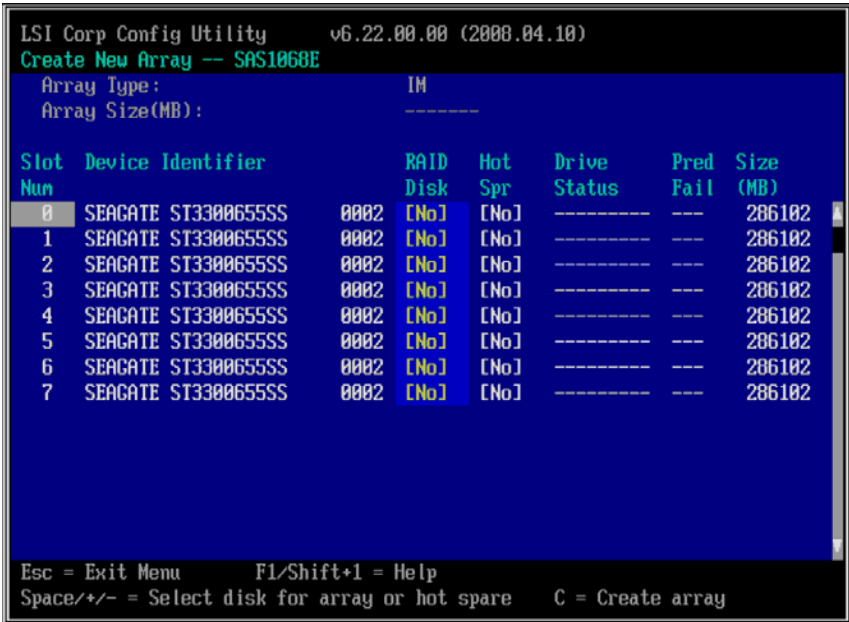 LSI Corp Config Utility v6.22.00.00 (2008.04.10)
Create New Array -- SAS1068E
Array Type: IM
Array Size(MB): -------
Slot Device Identifier RAID Hot Drive Pred Size
Num Disk Spr Status Fail (MB)
0 SEAGATE ST3300655SS 0002 [No] [No] --------- --- 286102
1 SEAGATE ST3300655SS 0002 [No] [No] --------- --- 286102
2 SEAGATE ST3300655SS 0002 [No] [No] --------- --- 286102
3 SEAGATE ST3300655SS 0002 [No] [No] --------- --- 286102
4 SEAGATE ST3300655SS 0002 [No] [No] --------- --- 286102
5 SEAGATE ST3300655SS 0002 [No] [No] --------- --- 286102
6 SEAGATE ST3300655SS 0002 [No] [No] --------- --- 286102
7 SEAGATE ST3300655SS 0002 [No] [No] --------- --- 286102
Esc = Exit Menu F1/Shift+1 = Help
Space/+/- = Select disk for array or hot spare C = Create array